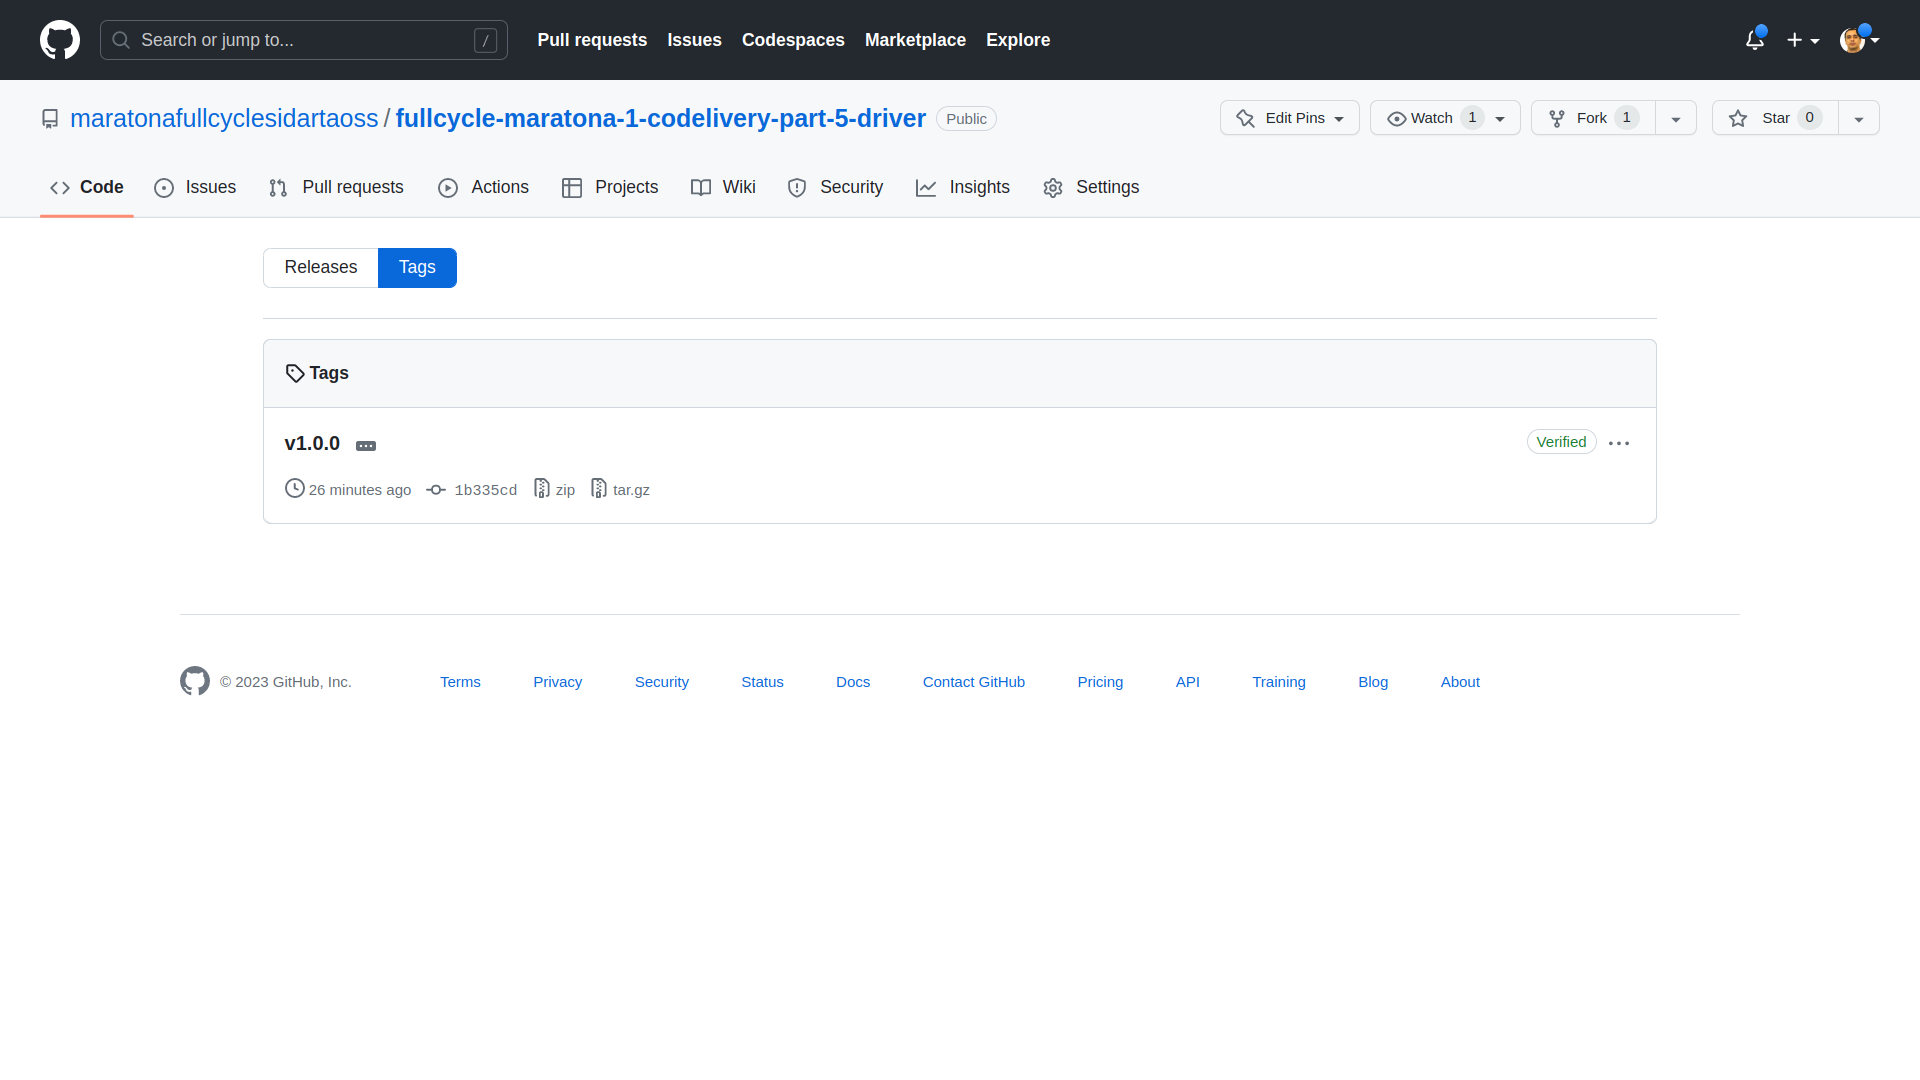 Search or jump to... / Pull requests Issues Codespaces Marketplace Explore
maratonafullcyclesidartaoss / fullcycle-maratona-1-codelivery-part-5-driver Public Edit Pins Watch 1 Fork 1 Star 0
Code Issues Pull requests Actions Projects Wiki Security Insights Settings
Releases Tags
Tags
v1.0.0 Verified
26 minutes ago 1b335cd zip tar.gz
© 2023 GitHub, Inc. Terms Privacy Security Status Docs Contact GitHub Pricing API Training Blog About